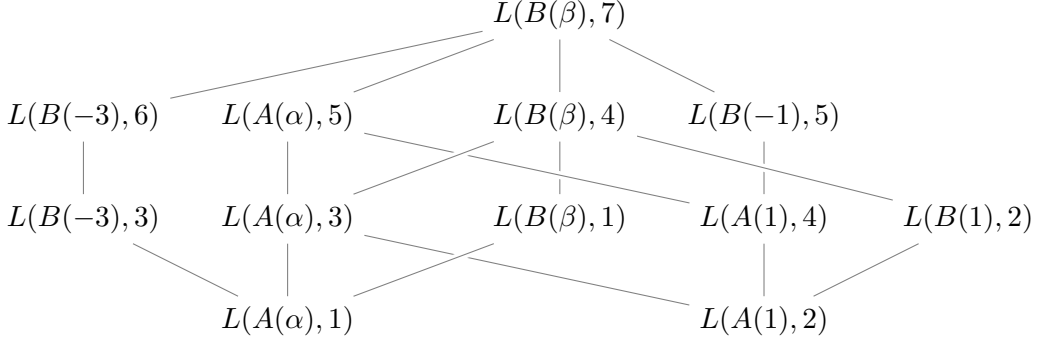 L(B(β), 7)
L(B(−3), 6) L(A(α), 5) L(B(β), 4) L(B(−1), 5)
L(B(−3), 3) L(A(α), 3) L(B(β), 1) L(A(1), 4) L(B(1), 2)
L(A(α), 1) L(A(1), 2)